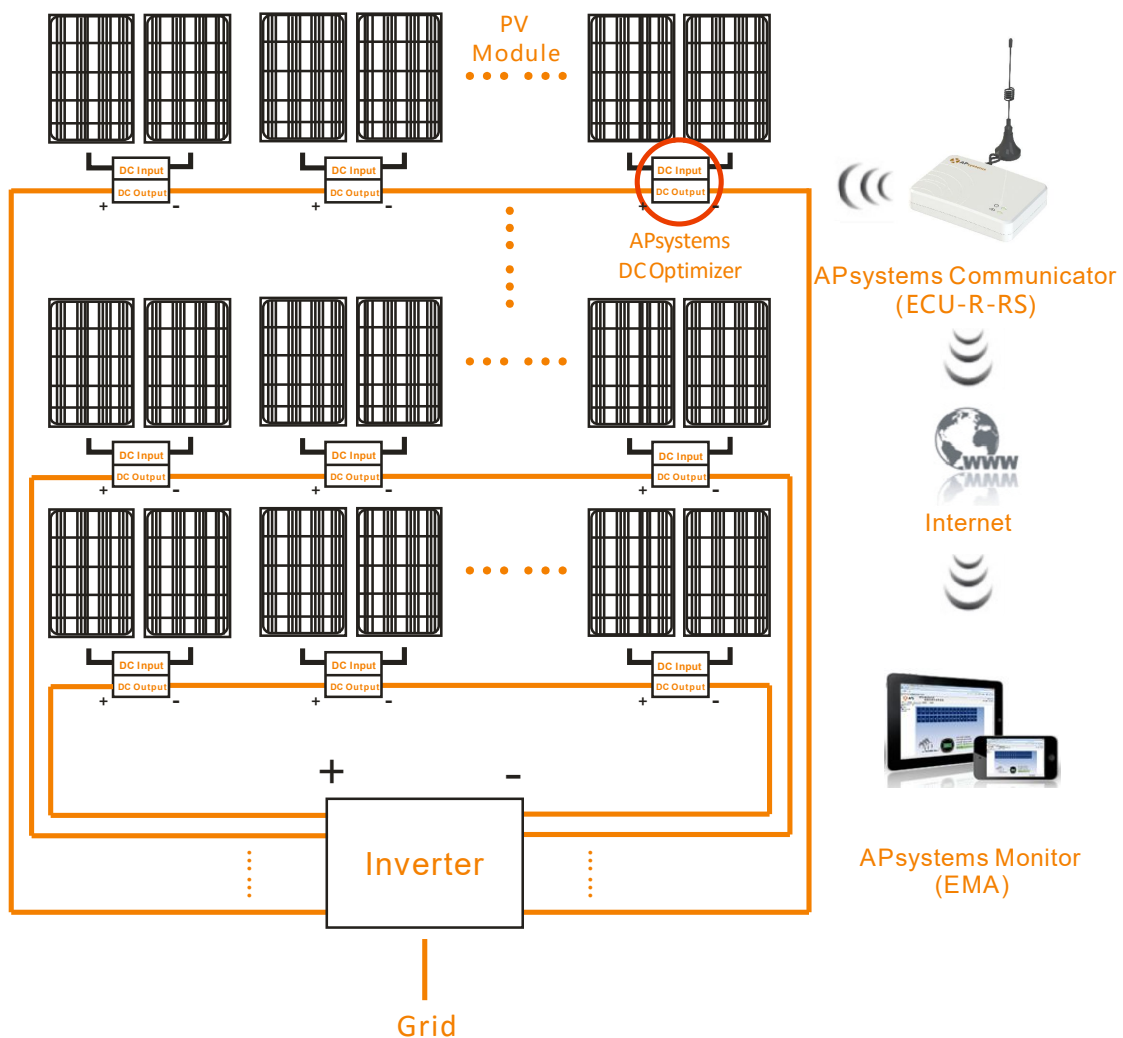 PV
Module
DC Input
DC Output
+ -
DC Input
DC Output
+ -
DC Input
DC Output
+ -
APsystems
DC Optimizer
APsystems
APsystems Communicator
(ECU-R-RS)
DC Input
DC Output
+ -
DC Input
DC Output
+ -
DC Input
DC Output
+ -
WWW
Internet
DC Input
DC Output
+ -
DC Input
DC Output
+ -
DC Input
DC Output
+ -
+ -
Inverter
APsystems Monitor
(EMA)
Grid